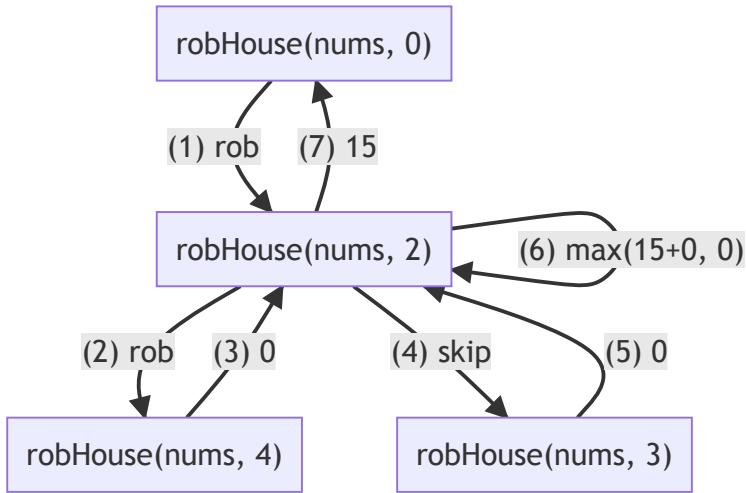 robHouse(nums, 0)
(1) rob
(7) 15
robHouse(nums, 2)
(6) max(15+0, 0)
(2) rob
(3) 0
(4) skip
(5) 0
robHouse(nums, 4)
robHouse(nums, 3)